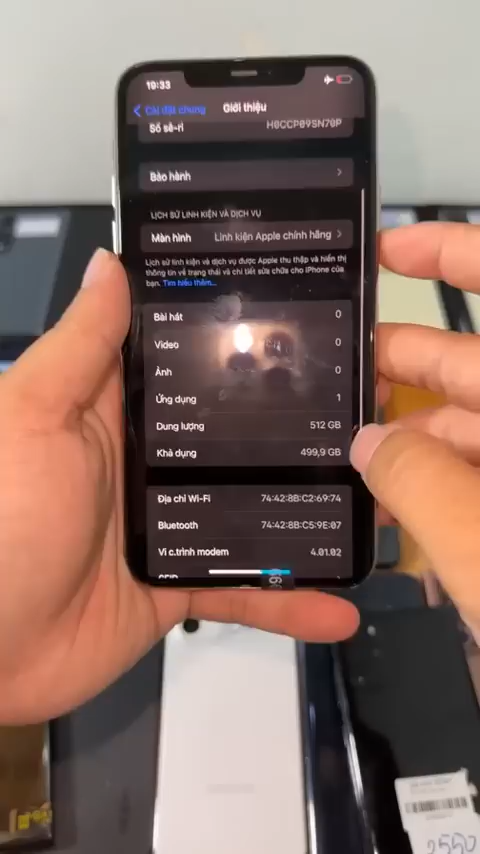 19:33
Cài đặt chung
Giới thiệu
Số sê-ri H0CCP09SN70P
Bảo hành
LỊCH SỬ LINH KIỆN VÀ DỊCH VỤ
Màn hình Linh kiện Apple chính hãng
Lịch sử linh kiện và dịch vụ được Apple thu thập và hiển thị
thông tin về trạng thái và chi tiết sửa chữa cho iPhone của
bạn. Tìm hiểu thêm...
Bài hát 0
Video 0
Ảnh 0
Ứng dụng 1
Dung lượng 512 GB
Khả dụng 499,9 GB
Địa chỉ Wi-Fi 74:42:8B:C2:69:74
Bluetooth 74:42:8B:C5:9E:07
Vi c.trình modem 4.01.02
2550